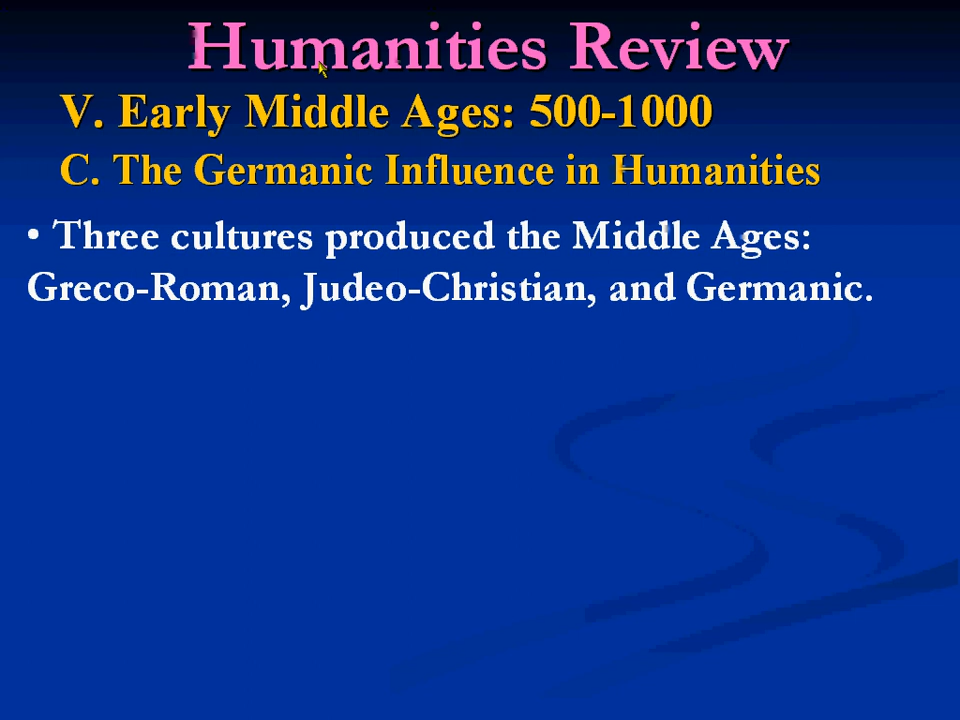 Humanities Review
V. Early Middle Ages: 500-1000
C. The Germanic Influence in Humanities
• Three cultures produced the Middle Ages:
Greco-Roman, Judeo-Christian, and Germanic.